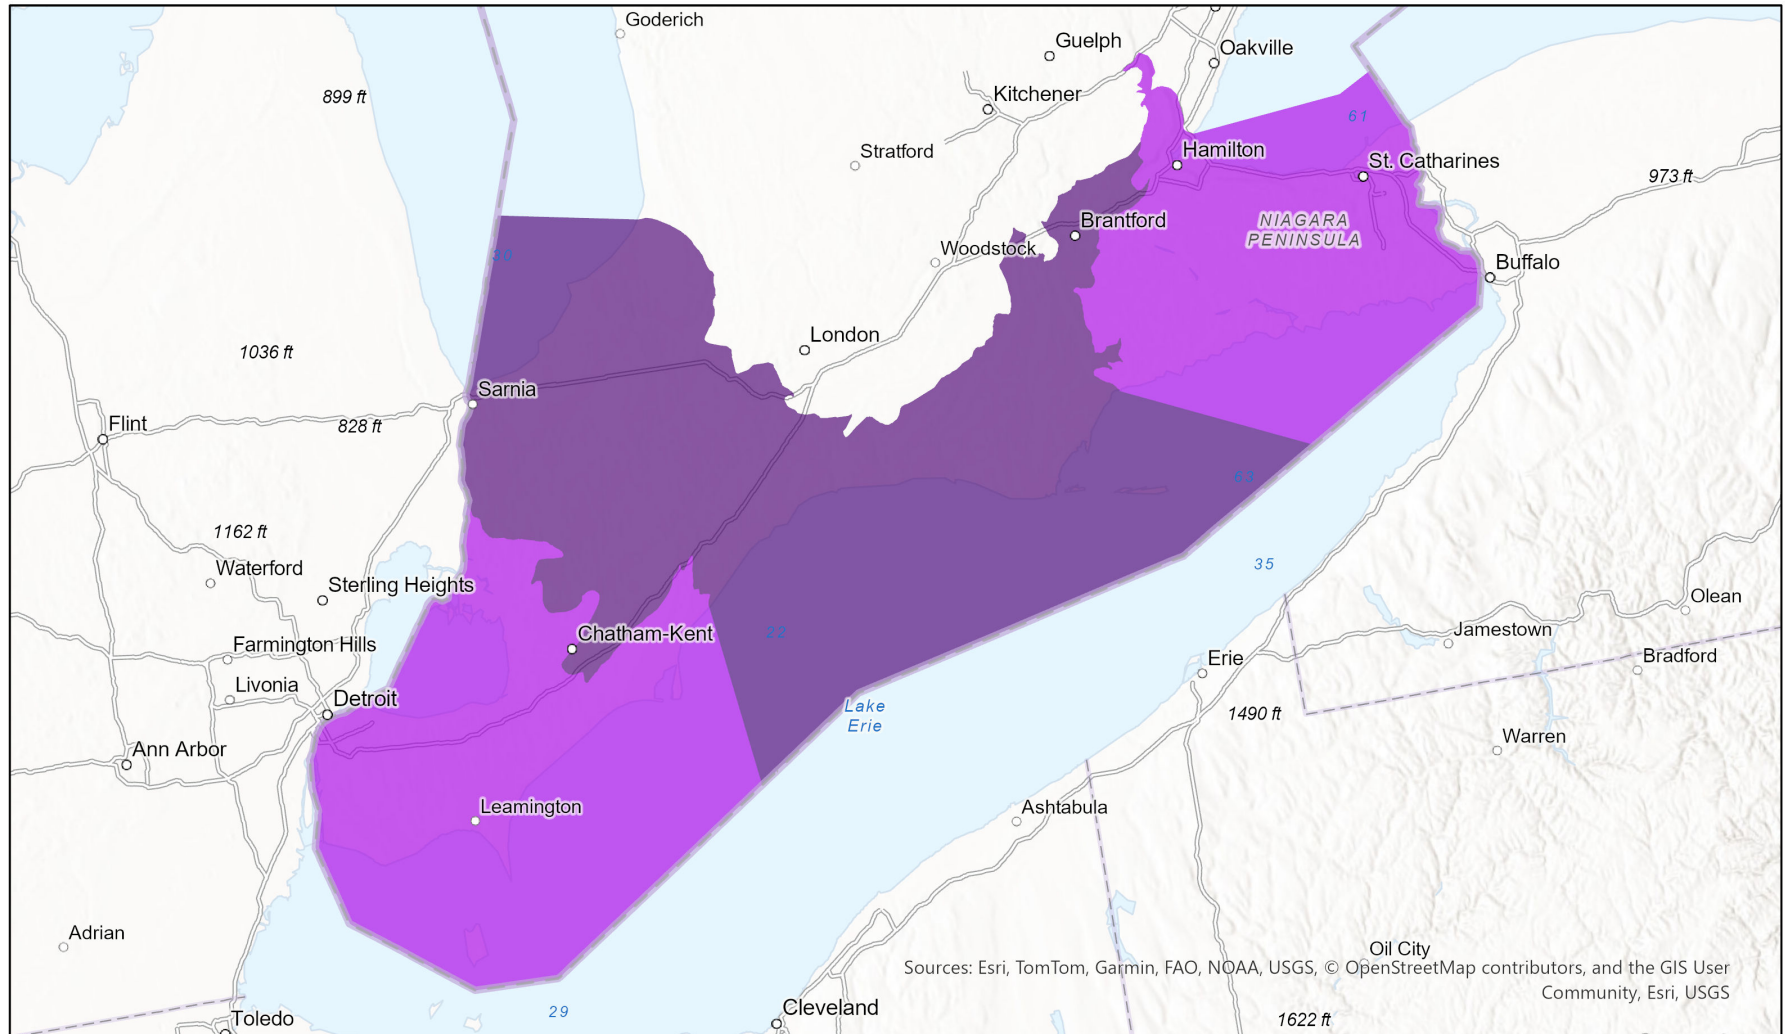 Goderich
Guelph
Oakville
899 ft
Kitchener
61
Stratford
Hamilton
St. Catharines
973 ft
Brantford
NIAGARA
PENINSULA
Woodstock
30
Buffalo
London
1036 ft
Sarnia
Flint
828 ft
63
1162 ft
Waterford
Sterling Heights
35
Olean
Chatham-Kent
22
Jamestown
Farmington Hills
Erie
Bradford
Livonia
Detroit
Lake
Erie
1490 ft
Warren
Ann Arbor
Leamington
Ashtabula
Adrian
Oil City
Sources: Esri, TomTom, Garmin, FAO, NOAA, USGS, © OpenStreetMap contributors, and the GIS User
Community, Esri, USGS
29
Cleveland
Toledo
1622 ft